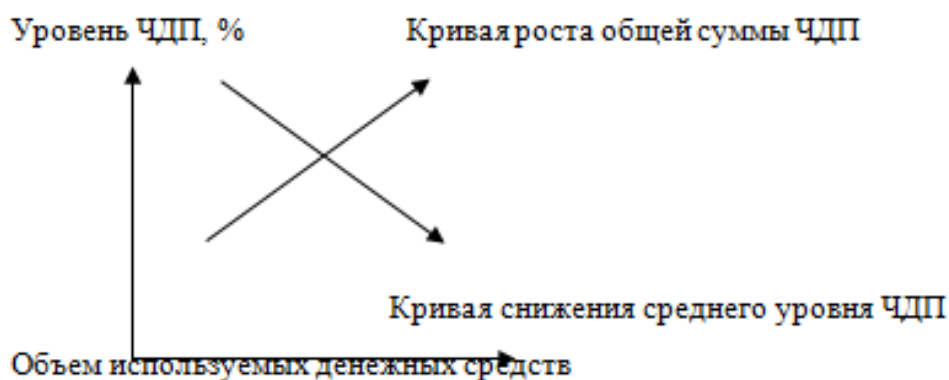 Уровень ЧДП, %
Кривая роста общей суммы ЧДП
Кривая снижения среднего уровня ЧДП
Объем используемых денежных средств